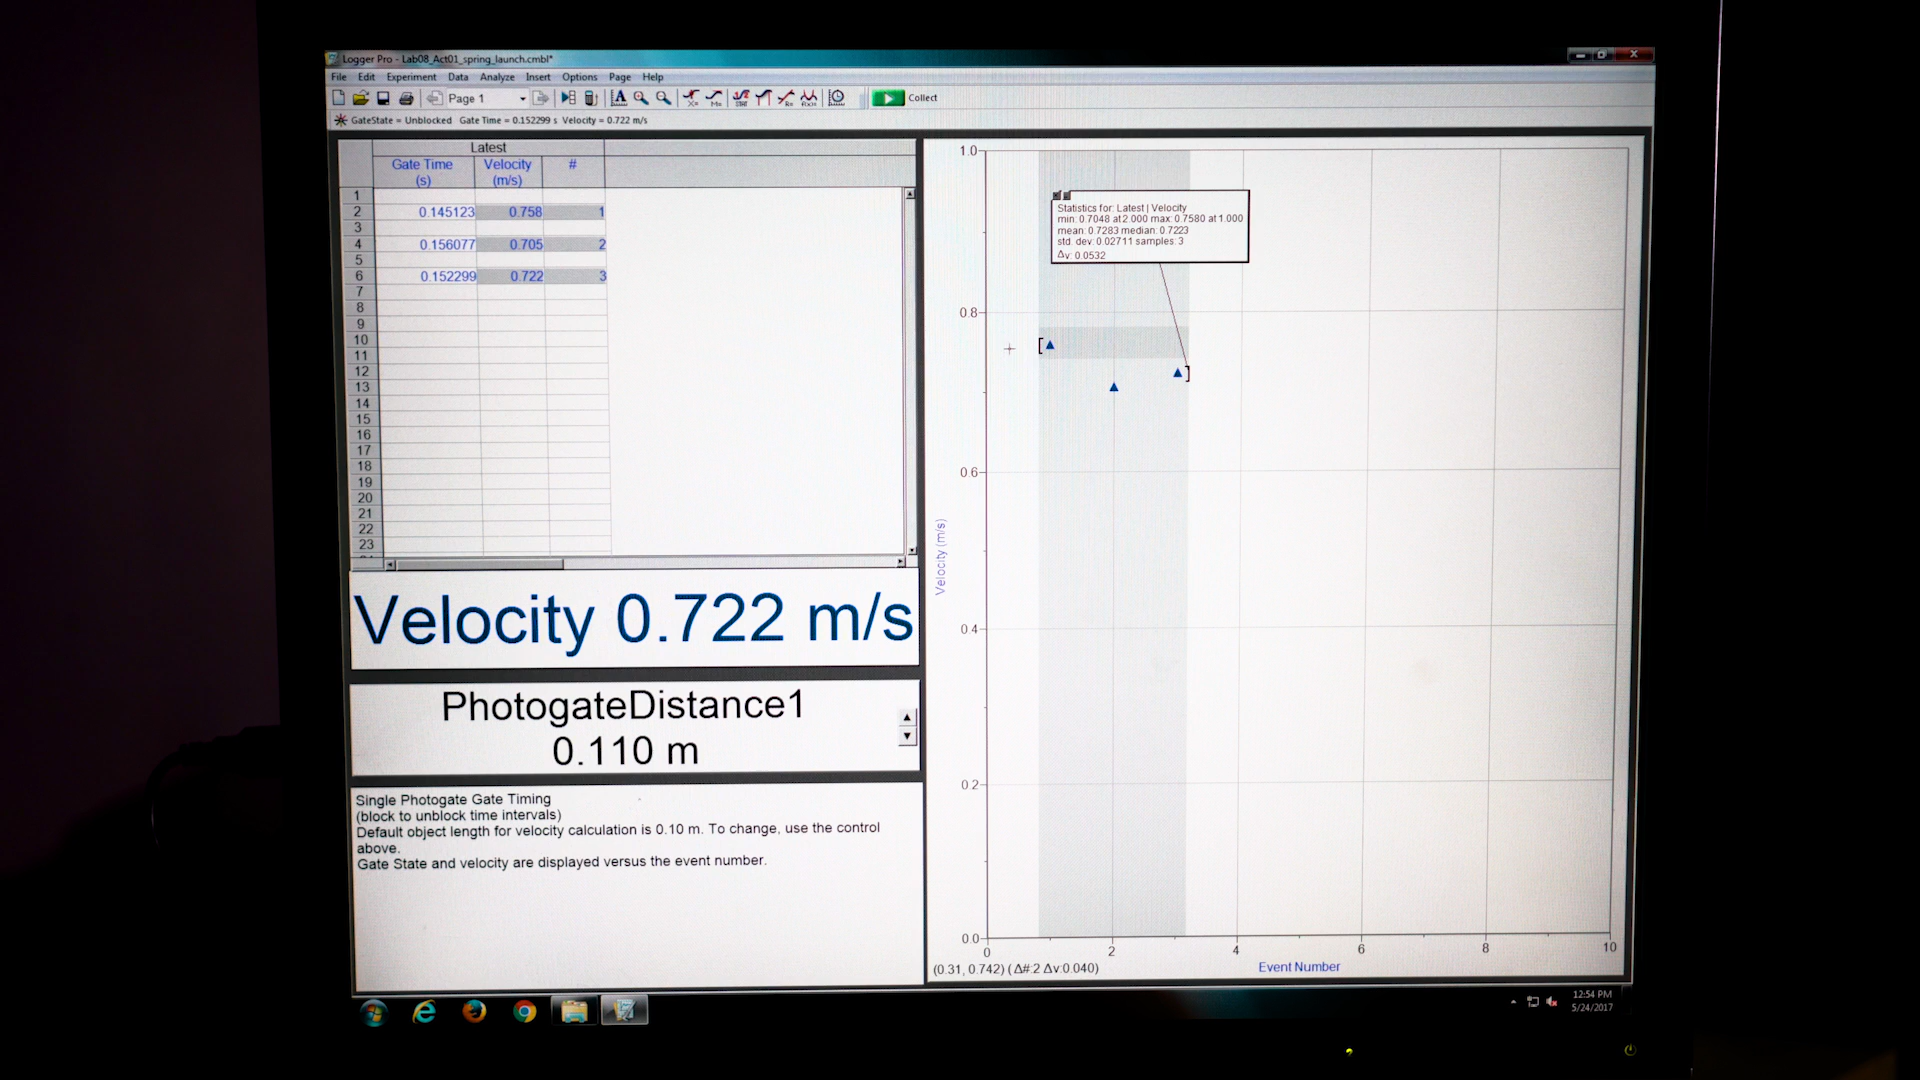 Logger Pro - Lab08_Act01_spring_launch.cmbl*
File Edit Experiment Data Analyze Insert Options Page Help
Page 1
Collect
GateState = Unblocked Gate Time = 0.152299 s Velocity = 0.722 m/s
Latest
Gate Time Velocity #
(s) (m/s)
1
2 0.145123 0.758 1
3
4 0.156077 0.705 2
5
6 0.152299 0.722 3
7
8
9
10
11
12
13
14
15
16
17
18
19
20
21
22
23
Velocity 0.722 m/s
PhotogateDistance1
0.110 m
Single Photogate Gate Timing
(block to unblock time intervals)
Default object length for velocity calculation is 0.10 m. To change, use the control
above.
Gate State and velocity are displayed versus the event number.
1.0
Statistics for: Latest | Velocity
min: 0.7048 at 2.000 max: 0.7580 at 1.000
mean: 0.7283 median: 0.7223
std. dev: 0.02711 samples: 3
Δv: 0.0532
0.8
0.6
Velocity (m/s)
0.4
0.2
0.0
0 2 4 6 8 10
(0.31, 0.742) (Δ#:2 Δv:0.040)
Event Number
12:54 PM
5/24/2017